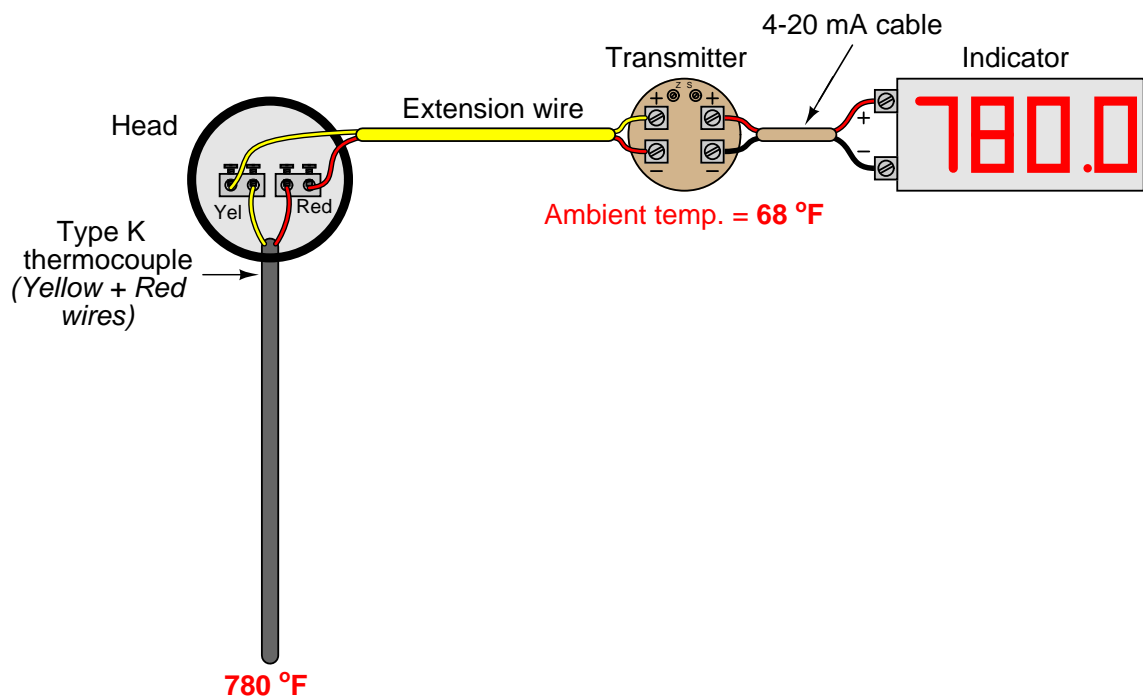 4-20 mA cable
Transmitter
Indicator
Z S
+ +
− −
+
−
780.0
Extension wire
Head
Yel
Red
Ambient temp. = 68 °F
Type K
thermocouple
(Yellow + Red
wires)
780 °F